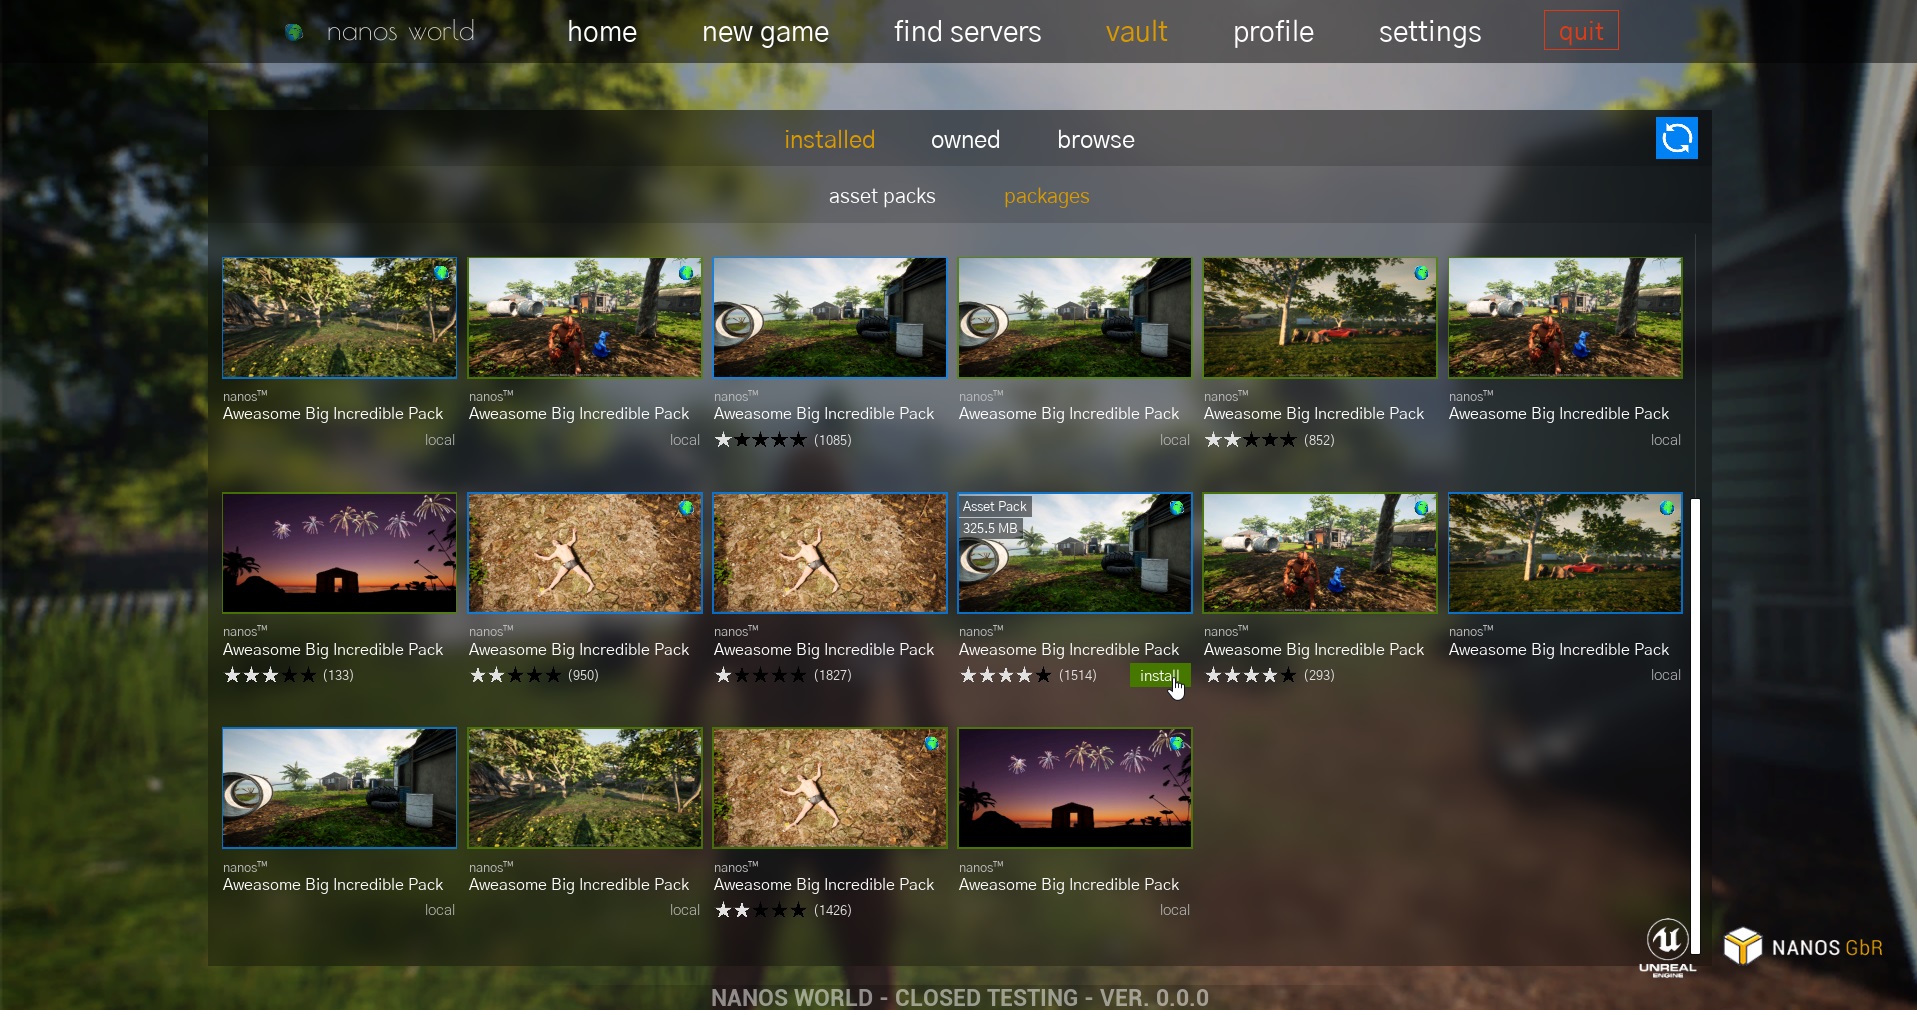 nanos world
home
new game
find servers
vault
profile
settings
quit
installed
owned
browse
asset packs
packages
nanos™
Aweasome Big Incredible Pack
local
nanos™
Aweasome Big Incredible Pack
local
nanos™
Aweasome Big Incredible Pack
(1085)
nanos™
Aweasome Big Incredible Pack
local
nanos™
Aweasome Big Incredible Pack
(852)
nanos™
Aweasome Big Incredible Pack
local
nanos™
Aweasome Big Incredible Pack
(133)
nanos™
Aweasome Big Incredible Pack
(950)
nanos™
Aweasome Big Incredible Pack
(1827)
Asset Pack
325.5 MB
nanos™
Aweasome Big Incredible Pack
(1514)
install
nanos™
Aweasome Big Incredible Pack
(293)
nanos™
Aweasome Big Incredible Pack
local
nanos™
Aweasome Big Incredible Pack
local
nanos™
Aweasome Big Incredible Pack
local
nanos™
Aweasome Big Incredible Pack
(1426)
nanos™
Aweasome Big Incredible Pack
local
UNREAL
ENGINE
NANOS GbR
NANOS WORLD - CLOSED TESTING - VER. 0.0.0